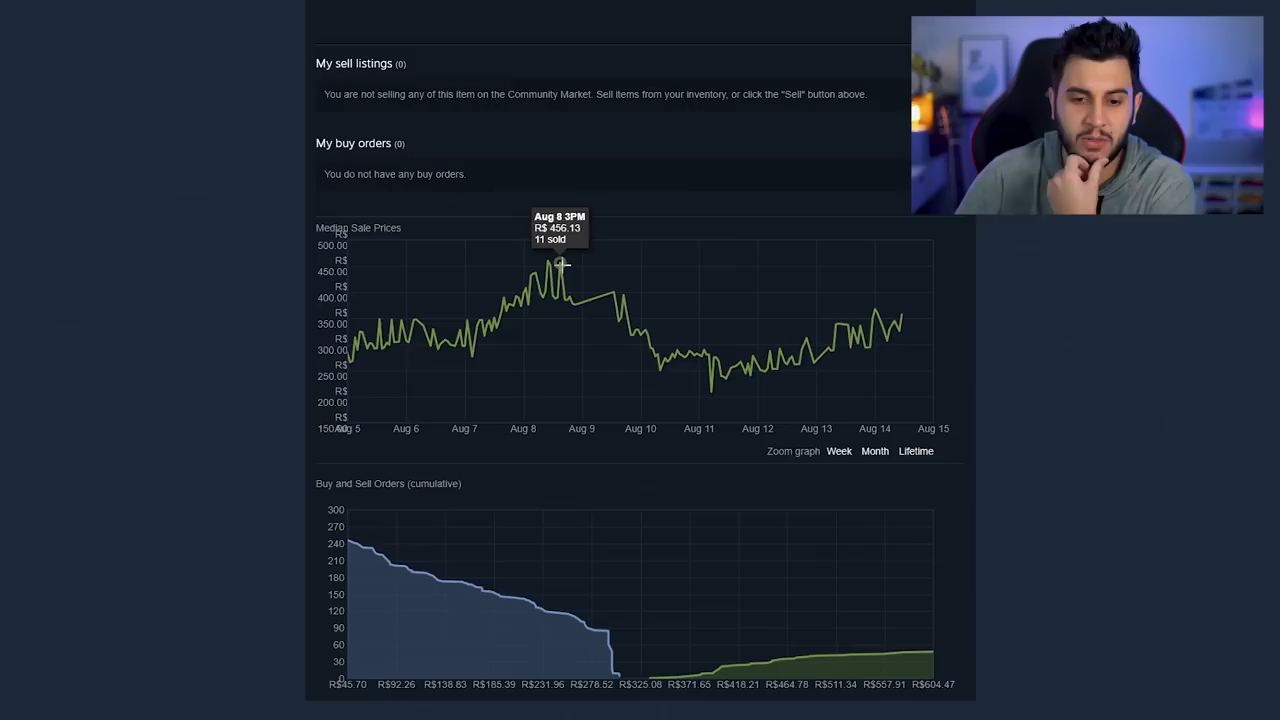 My sell listings (0)
You are not selling any of this item on the Community Market. Sell items from your inventory, or click the "Sell" button above.
My buy orders (0)
You do not have any buy orders.
Aug 8 3PM
R$ 456.13
11 sold
Median Sale Prices
R$
500.00
R$
450.00
R$
400.00
R$
350.00
R$
300.00
R$
250.00
R$
200.00
R$
150.00
Aug 5 Aug 6 Aug 7 Aug 8 Aug 9 Aug 10 Aug 11 Aug 12 Aug 13 Aug 14 Aug 15
Zoom graph Week Month Lifetime
Buy and Sell Orders (cumulative)
300
270
240
210
180
150
120
90
60
30
0
R$45.70 R$92.26 R$138.83 R$185.39 R$231.96 R$278.52 R$325.08 R$371.65 R$418.21 R$464.78 R$511.34 R$557.91 R$604.47